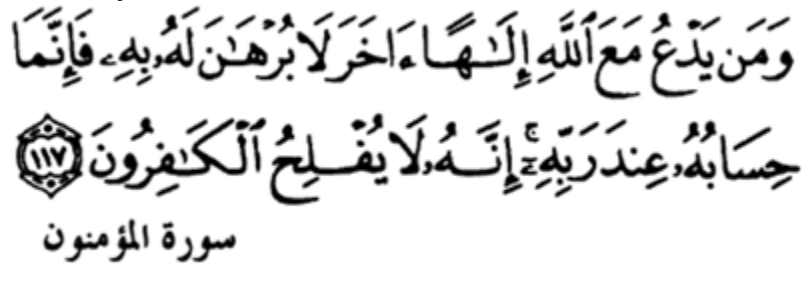 وَمَن يَدْعُ مَعَ ٱللَّهِ إِلَـٰهًا ءَاخَرَ لَا بُرْهَـٰنَ لَهُۥ بِهِۦ فَإِنَّمَا
حِسَابُهُۥ عِندَ رَبِّهِۦٓ ۚ إِنَّهُۥ لَا يُفْلِحُ ٱلْكَـٰفِرُونَ ١١٧
سورة المؤمنون